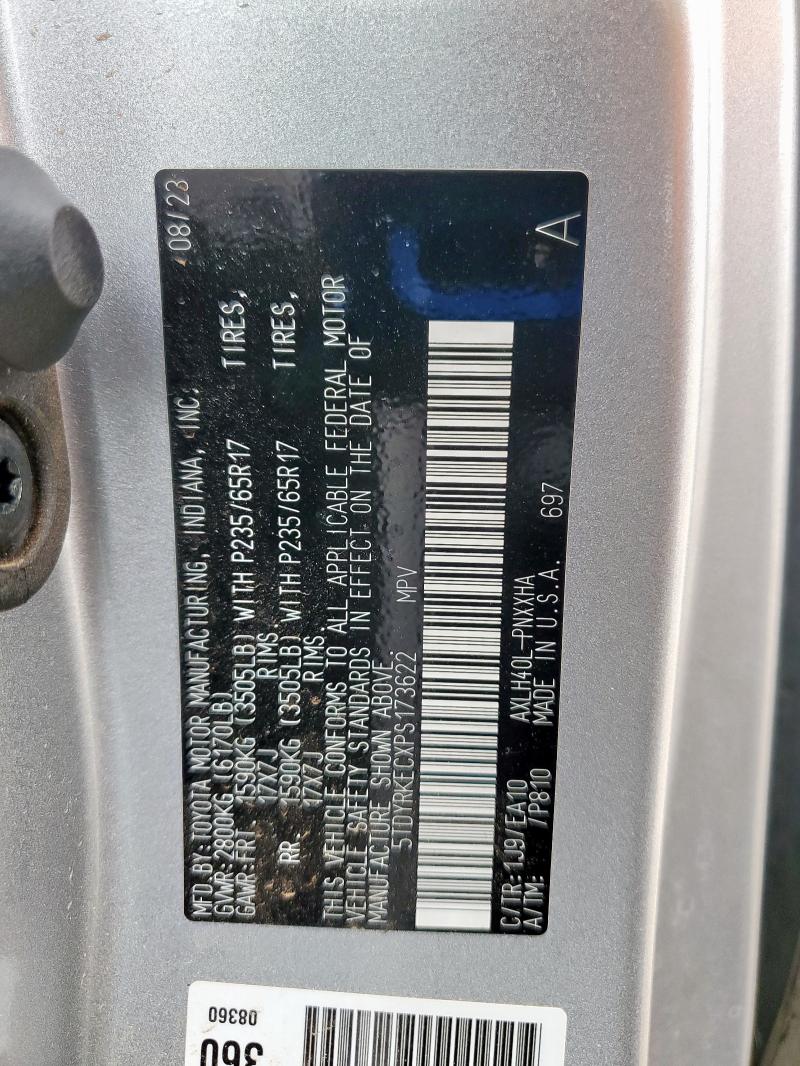 MFD.BY:TOYOTA MOTOR MANUFACTURING, INDIANA, INC. 08/23
GVWR:2800KG(6170LB)
GAWR:FRT. 1590KG (3505LB) WITH P235/65R17 TIRES,
17X7J RIMS,
RR. 1590KG (3505LB) WITH P235/65R17 TIRES,
17X7J RIMS
THIS VEHICLE CONFORMS TO ALL APPLICABLE FEDERAL MOTOR
VEHICLE SAFETY STANDARDS IN EFFECT ON THE DATE OF
MANUFACTURE SHOWN ABOVE.
5TDYRKECXPS173622 MPV
C/TR:1J9/EA10 AXLH40L-PNXXHA
A/TM: /P810 MADE IN U.S.A. 697
A
08360
360